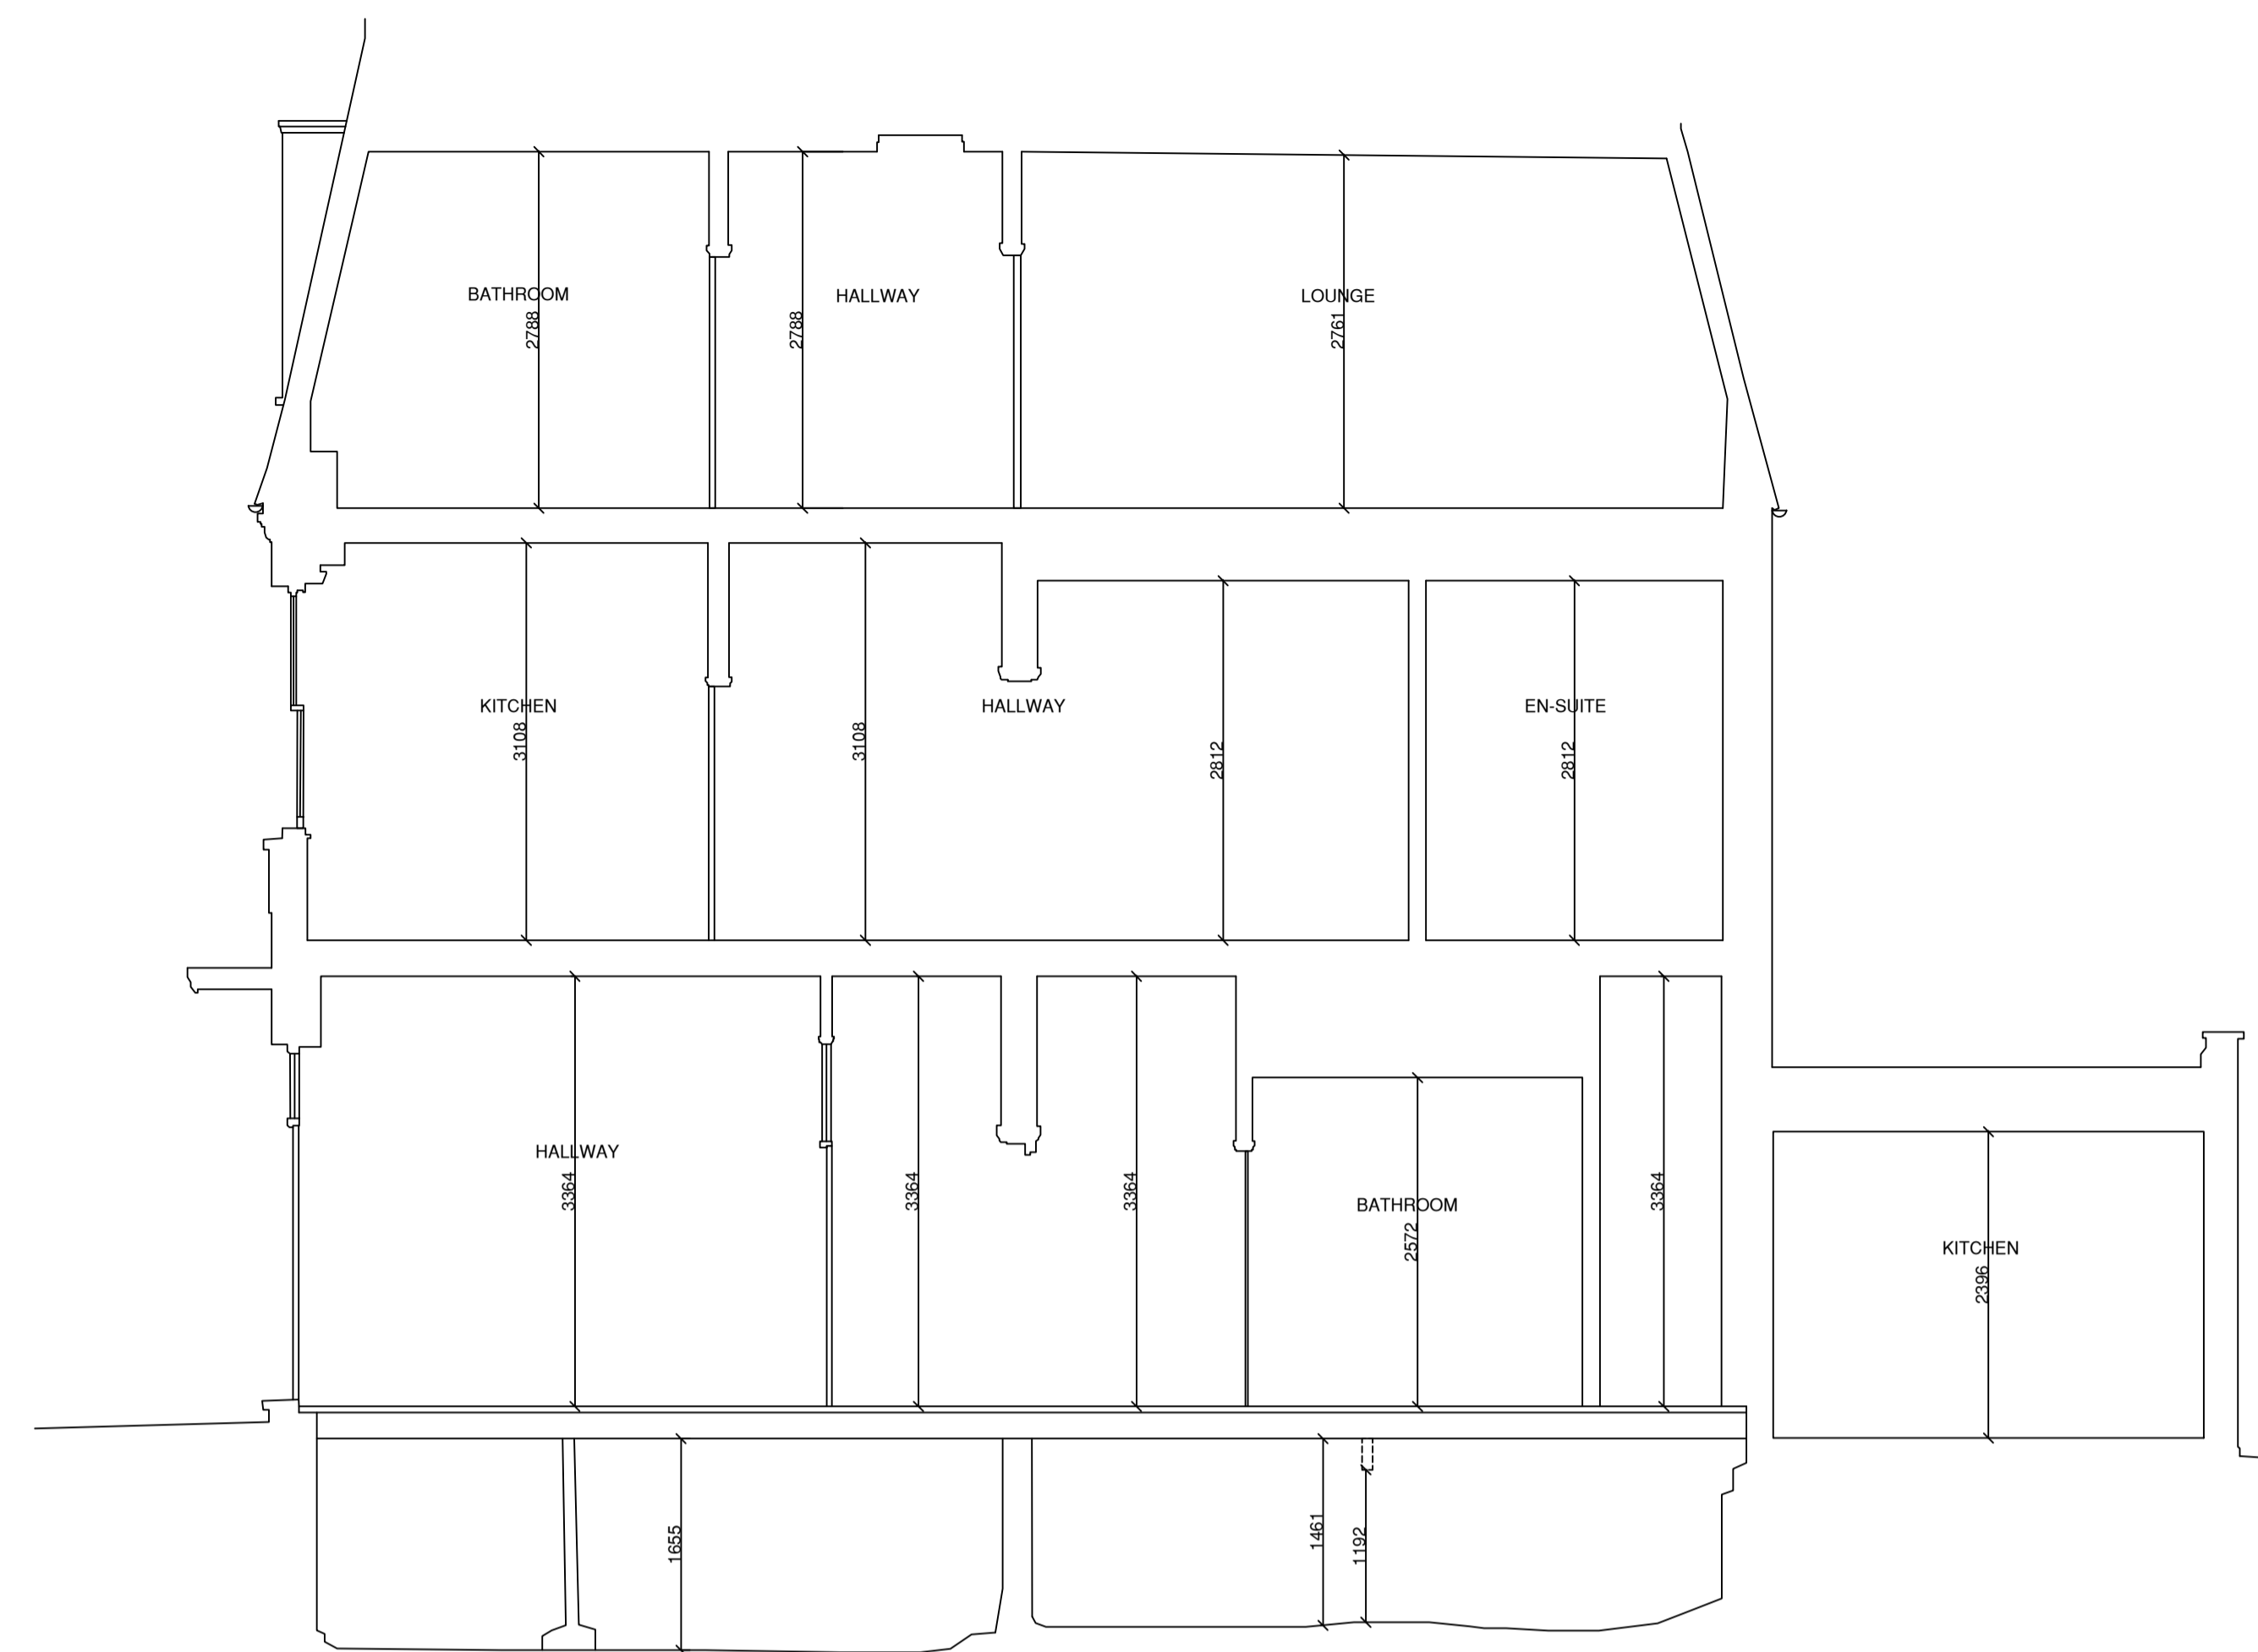 BATHROOM
2788
HALLWAY
2788
LOUNGE
2761
KITCHEN
3108
HALLWAY
3108
2812
EN-SUITE
2812
HALLWAY
3364
3364
3364
BATHROOM
2572
3364
KITCHEN
2396
1655
1461
1192